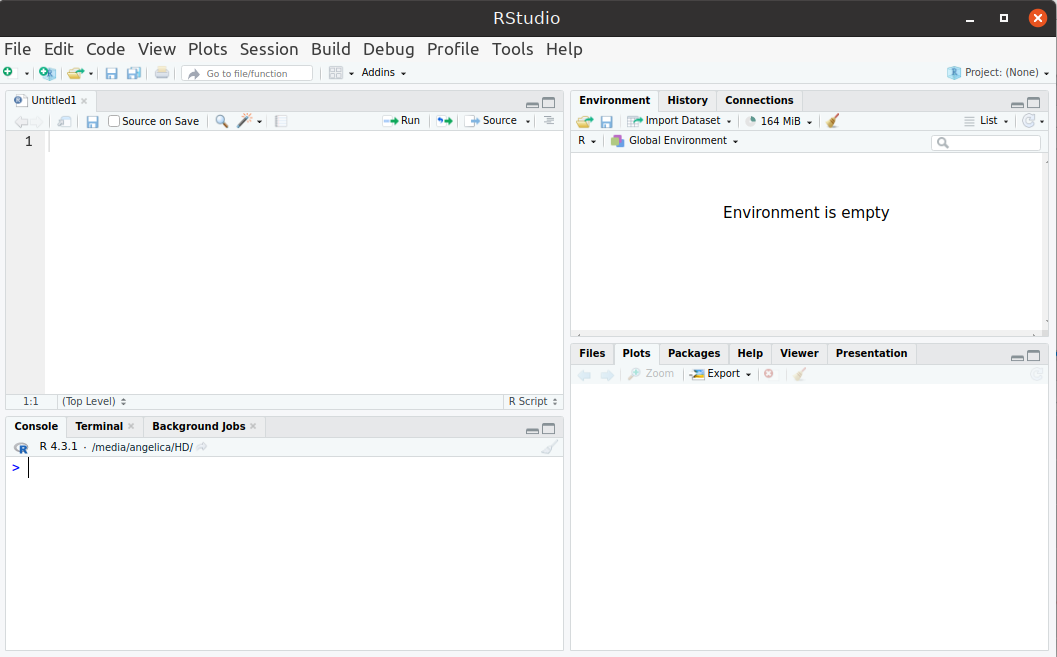 RStudio
File Edit Code View Plots Session Build Debug Profile Tools Help
Go to file/function Addins Project: (None)
Untitled1
Source on Save Run Source
1
1:1 (Top Level) R Script
Console Terminal Background Jobs
R R 4.3.1 · /media/angelica/HD/
>
Environment History Connections
Import Dataset 164 MiB List
R Global Environment
Environment is empty
Files Plots Packages Help Viewer Presentation
Zoom Export